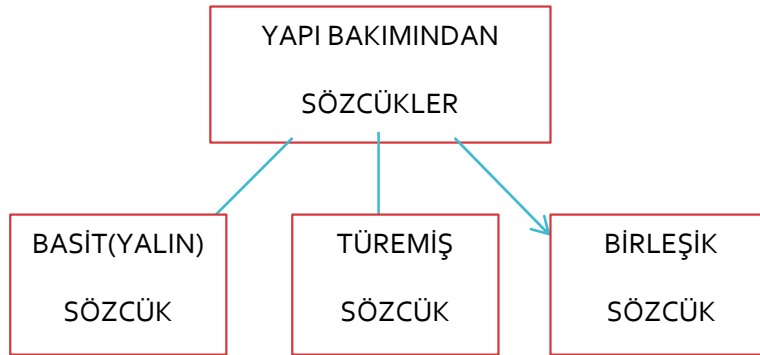 YAPI BAKIMINDAN
SÖZCÜKLER
BASİT(YALIN)
SÖZCÜK
TÜREMİŞ
SÖZCÜK
BİRLEŞİK
SÖZCÜK